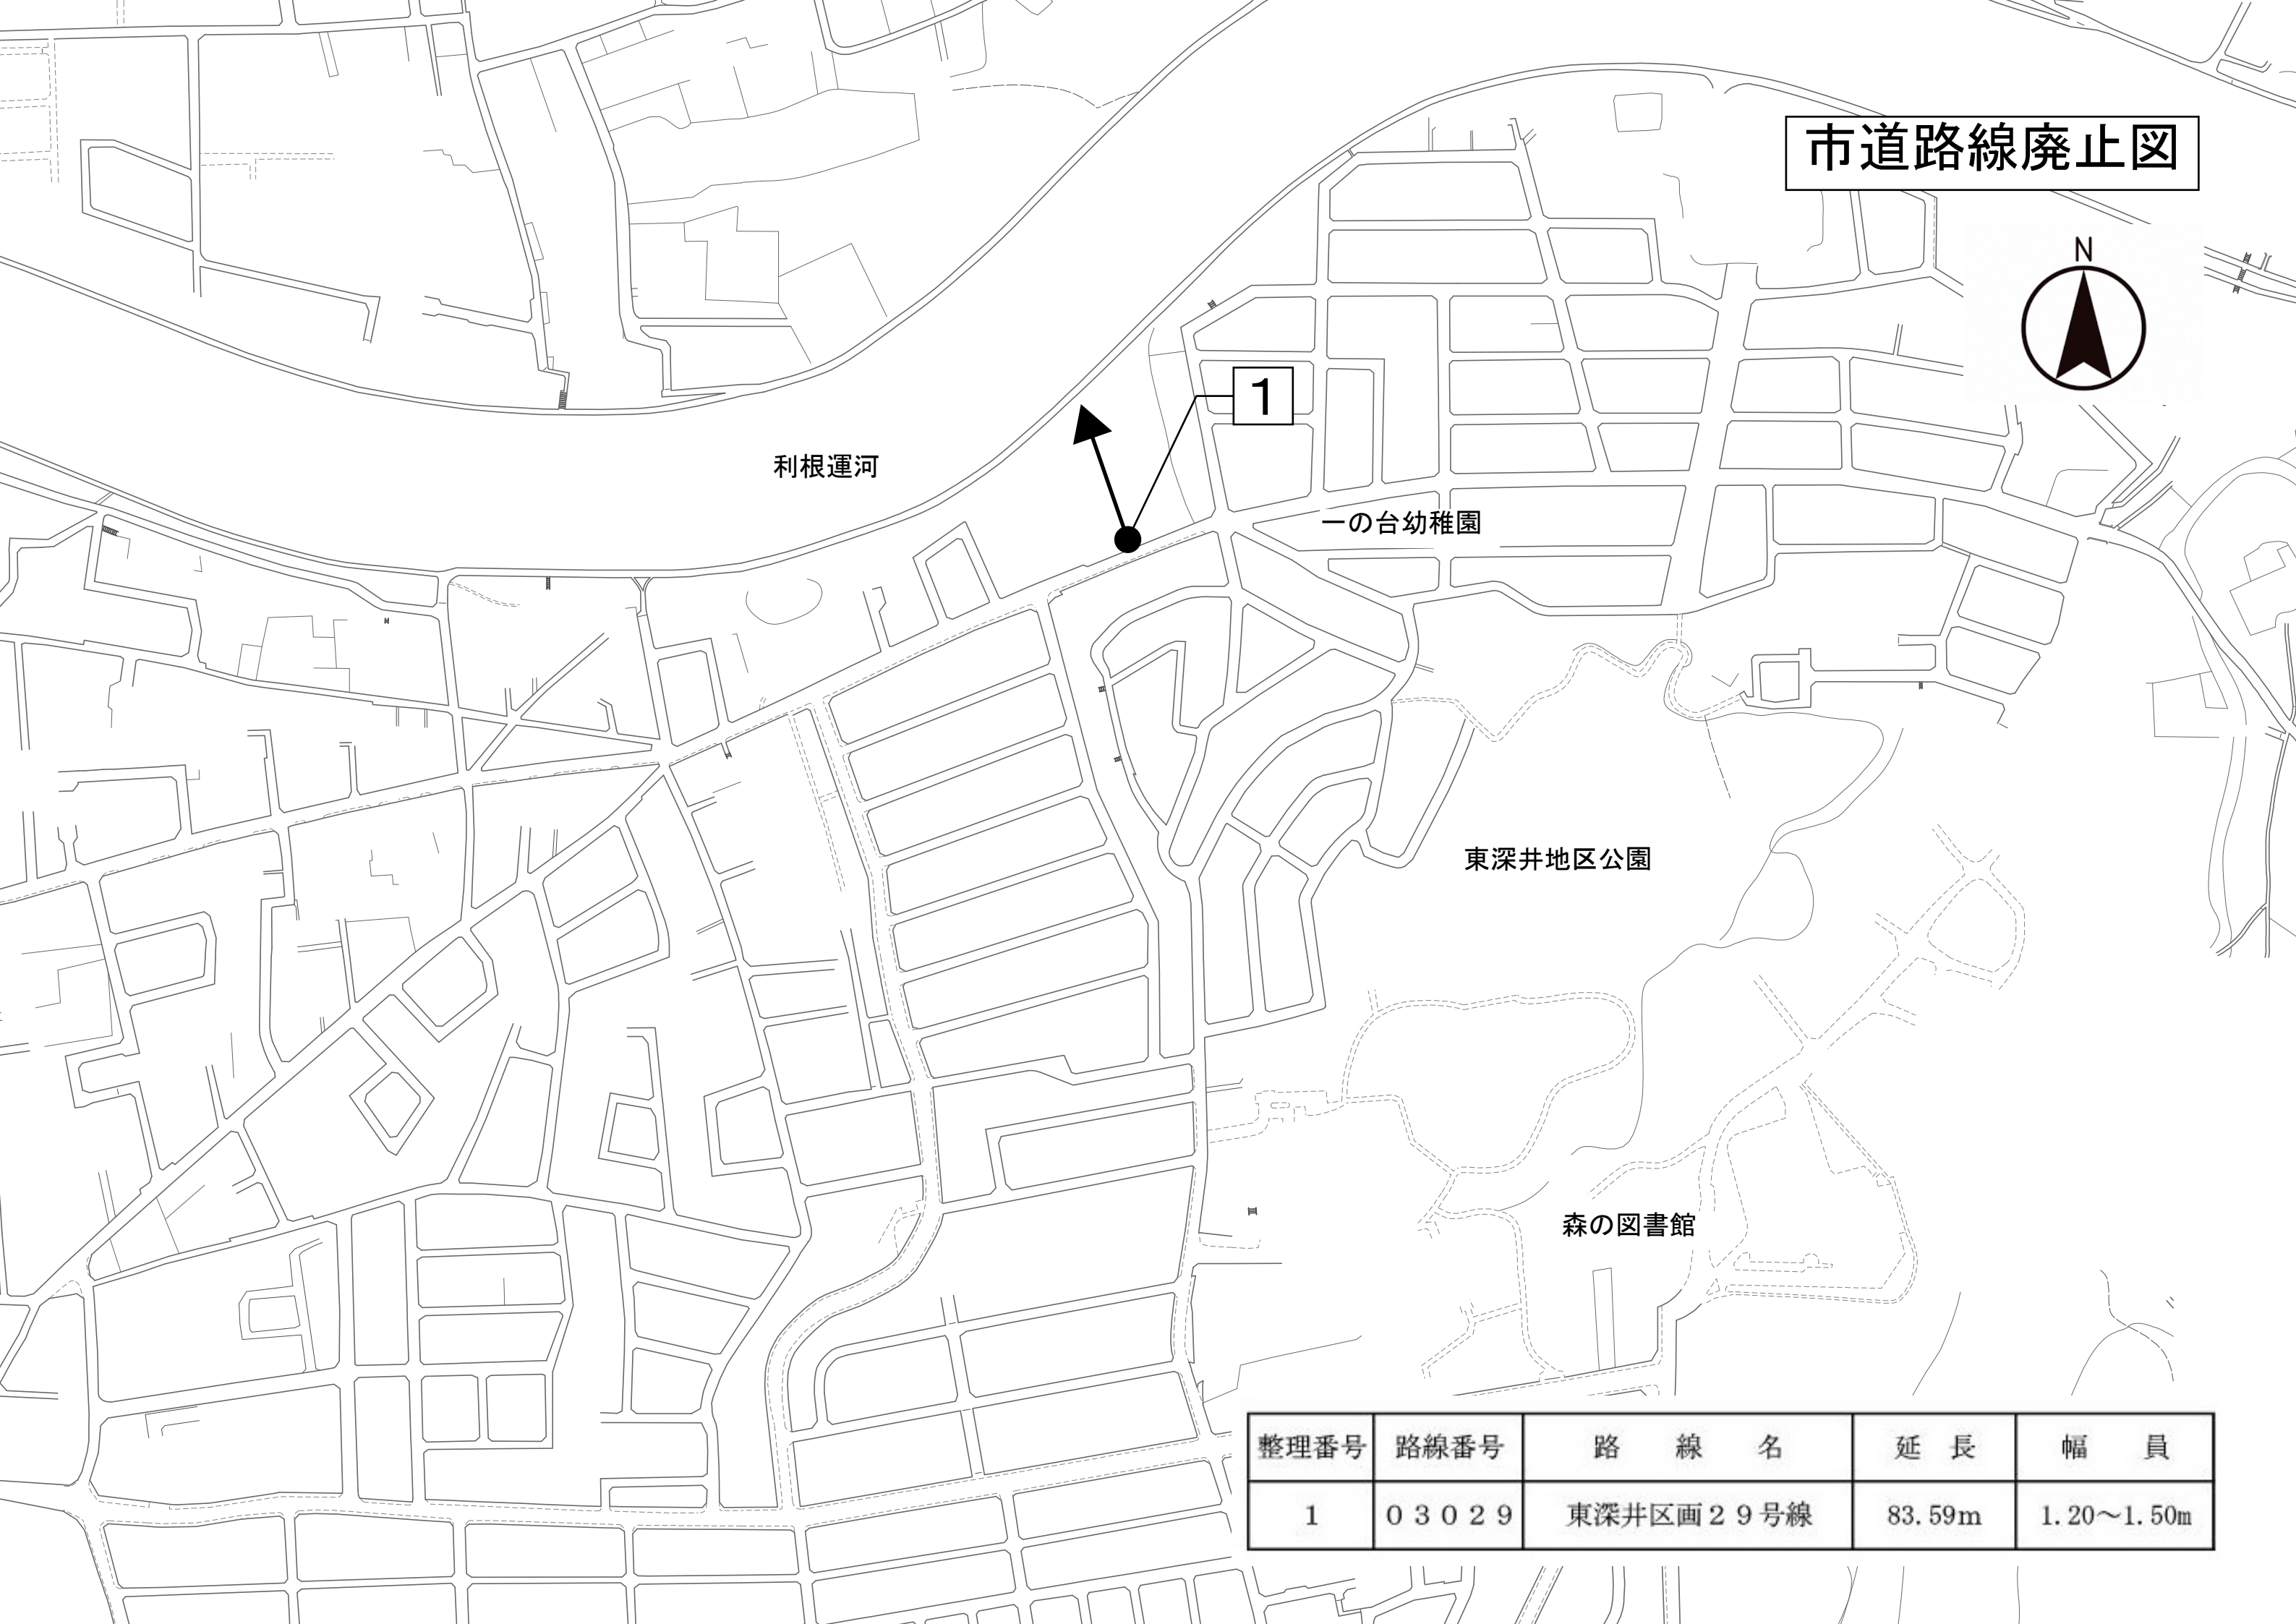 市道路線廃止図
N
1
利根運河
一の台幼稚園
東深井地区公園
森の図書館
整理番号 路線番号 路 線 名 延 長 幅 員
1 03029 東深井区画29号線 83.59m 1.20～1.50m